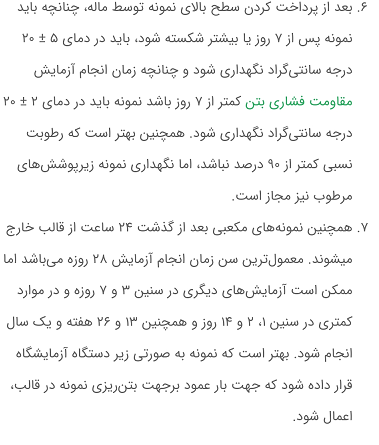 ۶. بعد از پرداخت کردن سطح بالای نمونه توسط ماله، چنانچه باید
نمونه پس از ۷ روز یا بیشتر شکسته شود، باید در دمای ۵ ± ۲۰
درجه سانتی‌گراد نگهداری شود و چنانچه زمان انجام آزمایش
مقاومت فشاری بتن کمتر از ۷ روز باشد نمونه باید در دمای ۲ ± ۲۰
درجه سانتی‌گراد نگهداری شود. همچنین بهتر است که رطوبت
نسبی کمتر از ۹۰ درصد نباشد، اما نگهداری نمونه زیرپوشش‌های
مرطوب نیز مجاز است.
۷. همچنین نمونه‌های مکعبی بعد از گذشت ۲۴ ساعت از قالب خارج
میشوند. معمول‌ترین سن زمان انجام آزمایش ۲۸ روزه می‌باشد اما
ممکن است آزمایش‌های دیگری در سنین ۳ و ۷ روزه و در موارد
کمتری در سنین ۱، ۲ و ۱۴ روز و همچنین ۱۳ و ۲۶ هفته و یک سال
انجام شود. بهتر است که نمونه به صورتی زیر دستگاه آزمایشگاه
قرار داده شود که جهت بار عمود برجهت بتن‌ریزی نمونه در قالب،
اعمال شود.